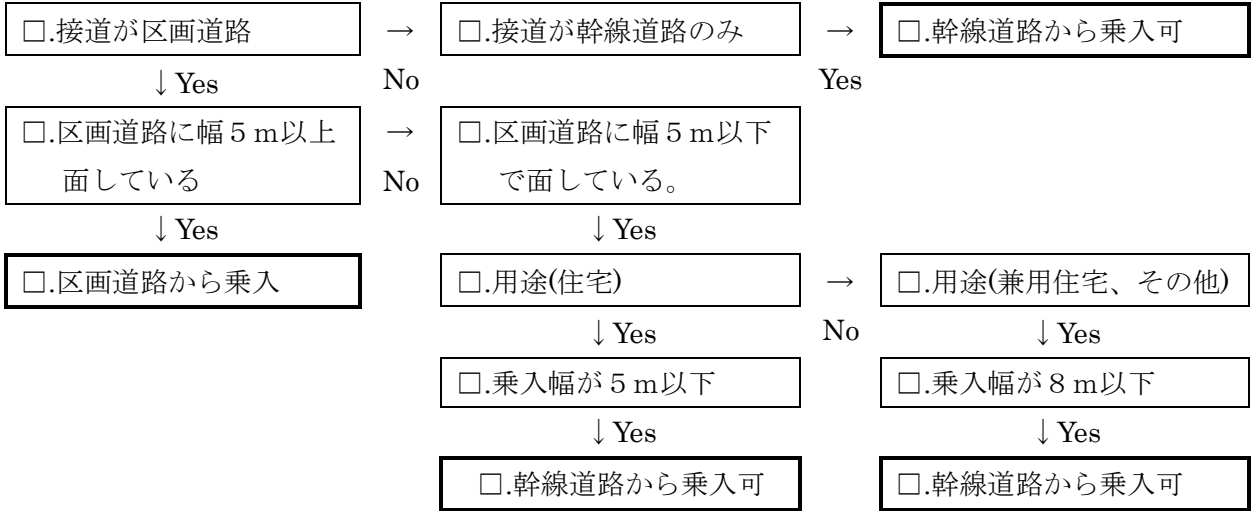 □.接道が区画道路 → □.接道が幹線道路のみ → □.幹線道路から乗入可
↓ Yes No Yes
□.区画道路に幅５ｍ以上 → □.区画道路に幅５ｍ以下
面している No で面している。
↓ Yes ↓ Yes
□.区画道路から乗入 □.用途(住宅) → □.用途(兼用住宅、その他)
↓ Yes No ↓ Yes
□.乗入幅が５ｍ以下 □.乗入幅が８ｍ以下
↓ Yes ↓ Yes
□.幹線道路から乗入可 □.幹線道路から乗入可